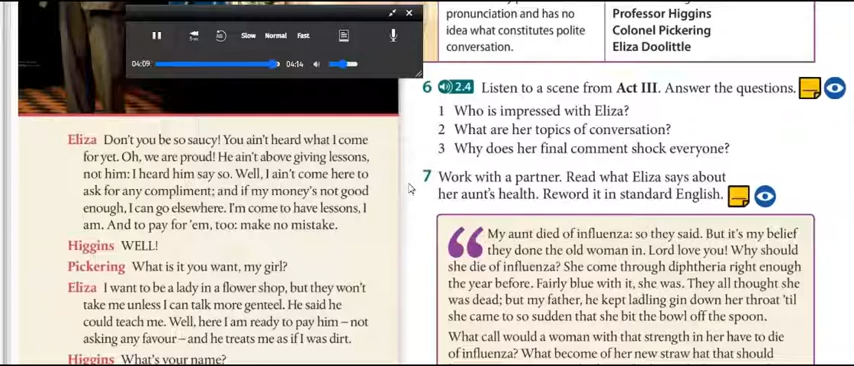 04:09
04:14
Slow
Normal
Fast
Eliza Don't you be so saucy! You ain't heard what I come
for yet. Oh, we are proud! He ain't above giving lessons,
not him: I heard him say so. Well, I ain't come here to
ask for any compliment; and if my money's not good
enough, I can go elsewhere. I'm come to have lessons, I
am. And to pay for 'em, too: make no mistake.
Higgins WELL!
Pickering What is it you want, my girl?
Eliza I want to be a lady in a flower shop, but they won't
take me unless I can talk more genteel. He said he
could teach me. Well, here I am ready to pay him – not
asking any favour – and he treats me as if I was dirt.
Higgins What's your name?
pronunciation and has no
idea what constitutes polite
conversation.
Professor Higgins
Colonel Pickering
Eliza Doolittle
6 2.4 Listen to a scene from Act III. Answer the questions.
1 Who is impressed with Eliza?
2 What are her topics of conversation?
3 Why does her final comment shock everyone?
7 Work with a partner. Read what Eliza says about
her aunt's health. Reword it in standard English.
My aunt died of influenza: so they said. But it's my belief
they done the old woman in. Lord love you! Why should
she die of influenza? She come through diphtheria right enough
the year before. Fairly blue with it, she was. They all thought she
was dead; but my father, he kept ladling gin down her throat 'til
she came to so sudden that she bit the bowl off the spoon.
What call would a woman with that strength in her have to die
of influenza? What become of her new straw hat that should